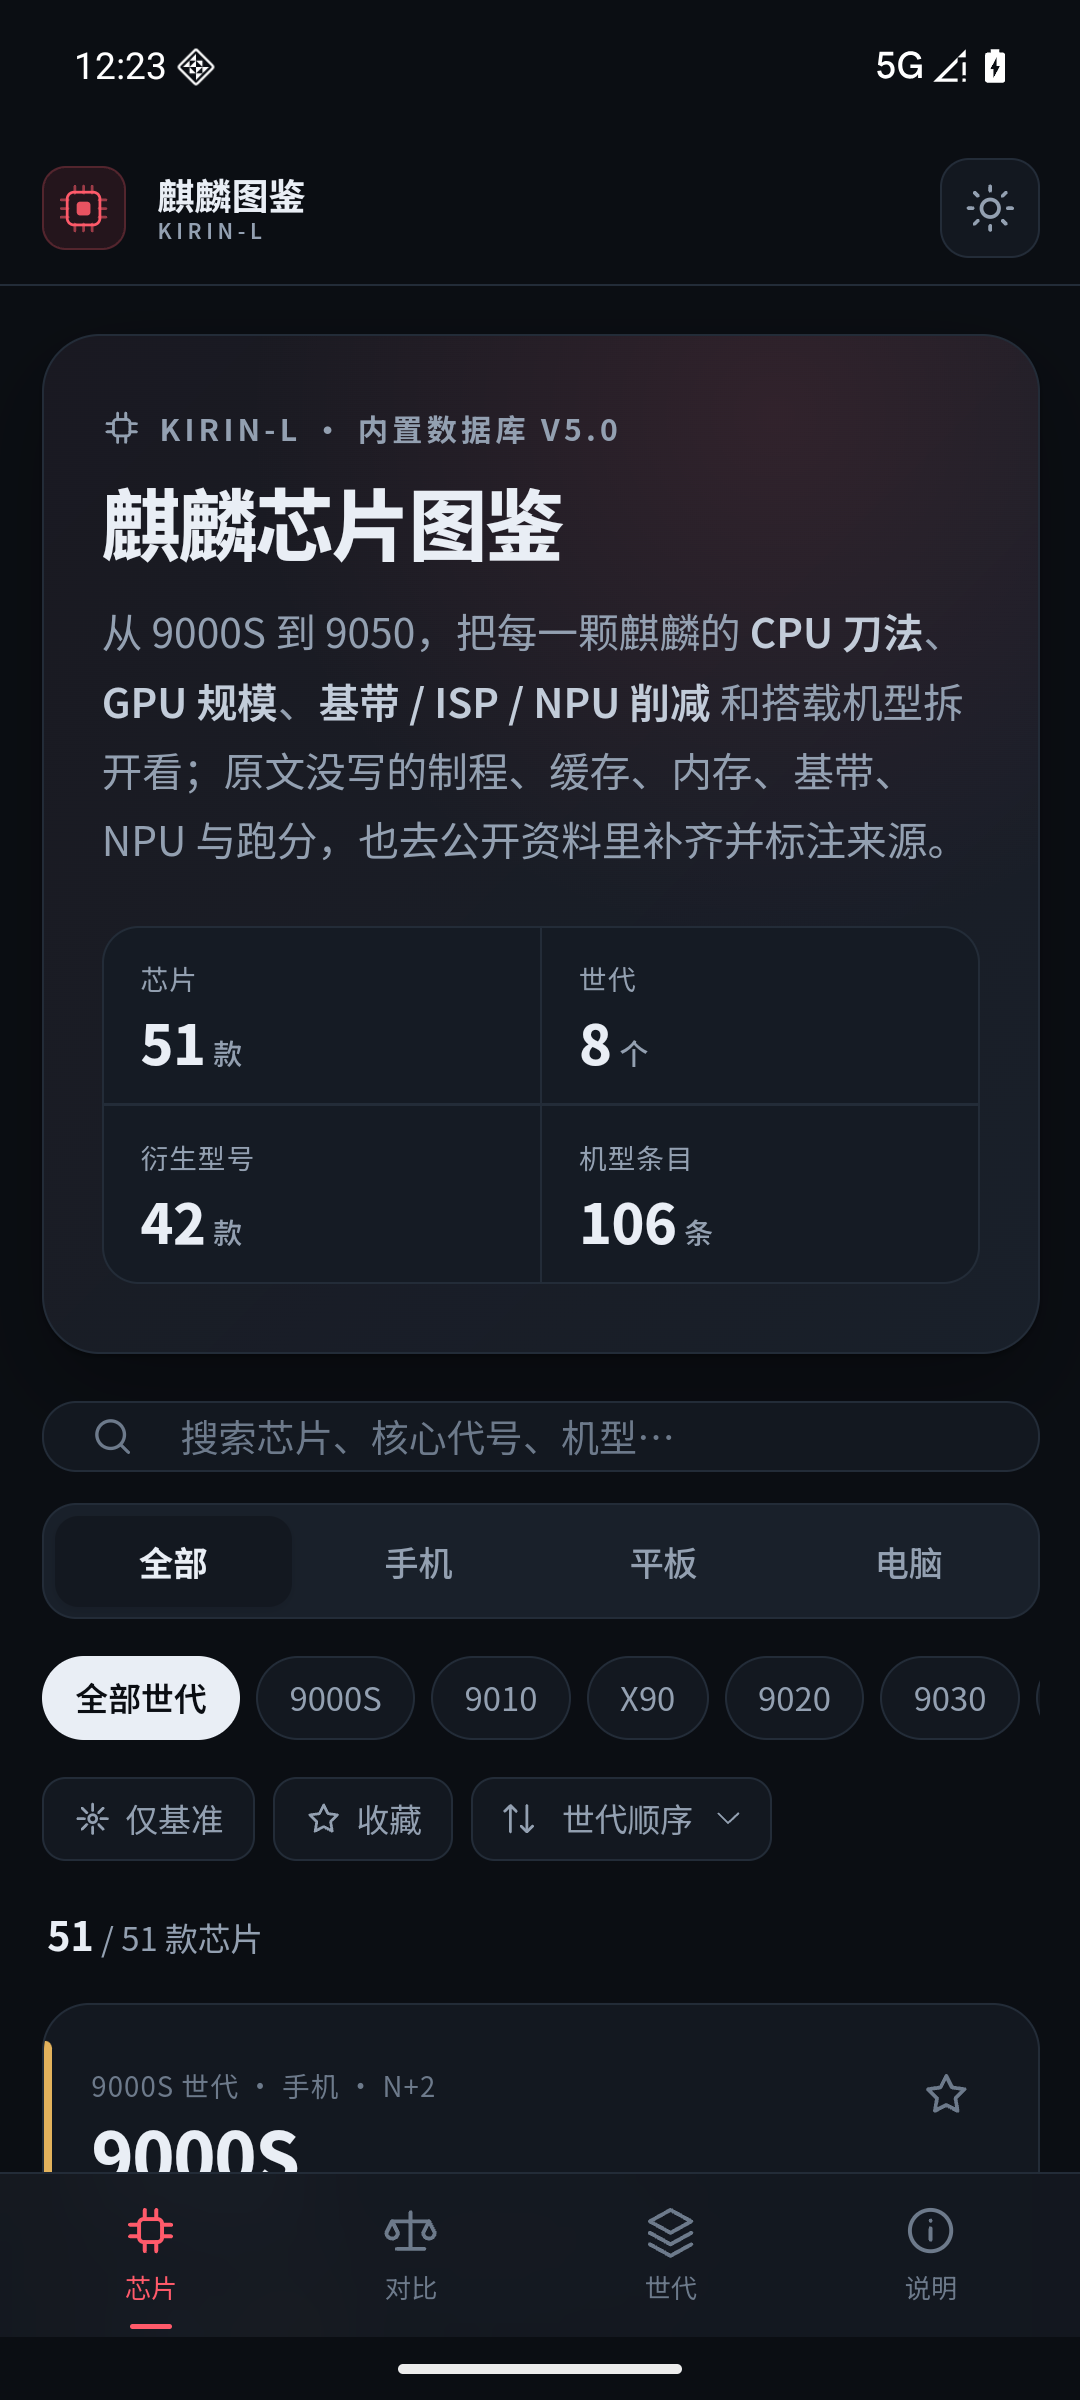 12:23
5G
麒麟图鉴
KIRIN-L
KIRIN-L · 内置数据库 V5.0
麒麟芯片图鉴
从 9000S 到 9050，把每一颗麒麟的 CPU 刀法、
GPU 规模、基带 / ISP / NPU 削减 和搭载机型拆
开看；原文没写的制程、缓存、内存、基带、
NPU 与跑分，也去公开资料里补齐并标注来源。
芯片
51 款
世代
8 个
衍生型号
42 款
机型条目
106 条
搜索芯片、核心代号、机型…
全部 手机 平板 电脑
全部世代 9000S 9010 X90 9020 9030
仅基准 收藏 世代顺序
51 / 51 款芯片
9000S 世代 · 手机 · N+2
9000S
芯片 对比 世代 说明